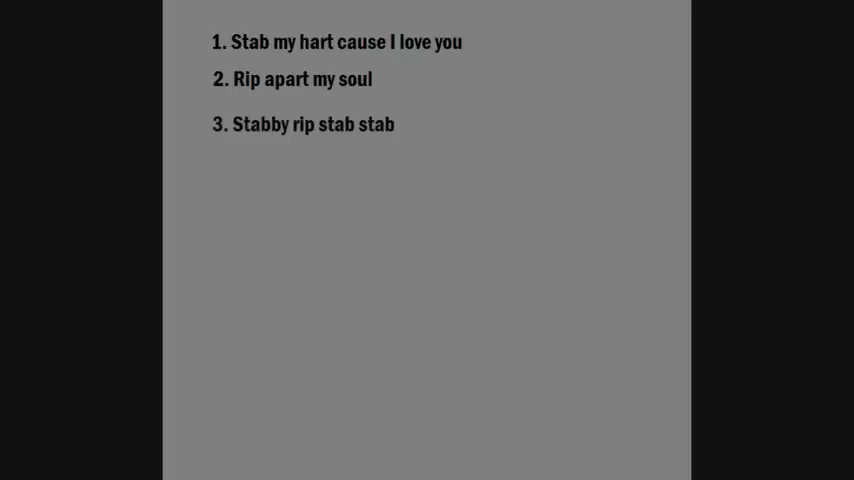 1. Stab my hart cause I love you
2. Rip apart my soul
3. Stabby rip stab stab